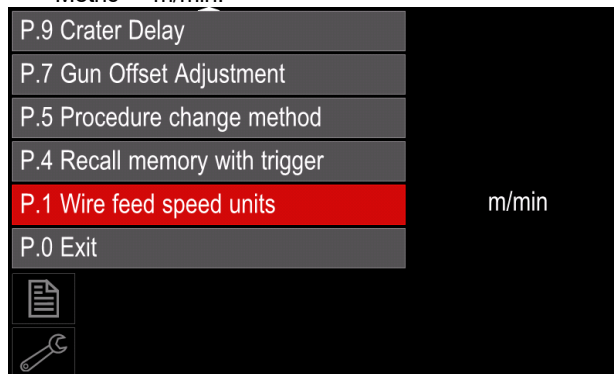 P.9 Crater Delay
P.7 Gun Offset Adjustment
P.5 Procedure change method
P.4 Recall memory with trigger
P.1 Wire feed speed units m/min
P.0 Exit